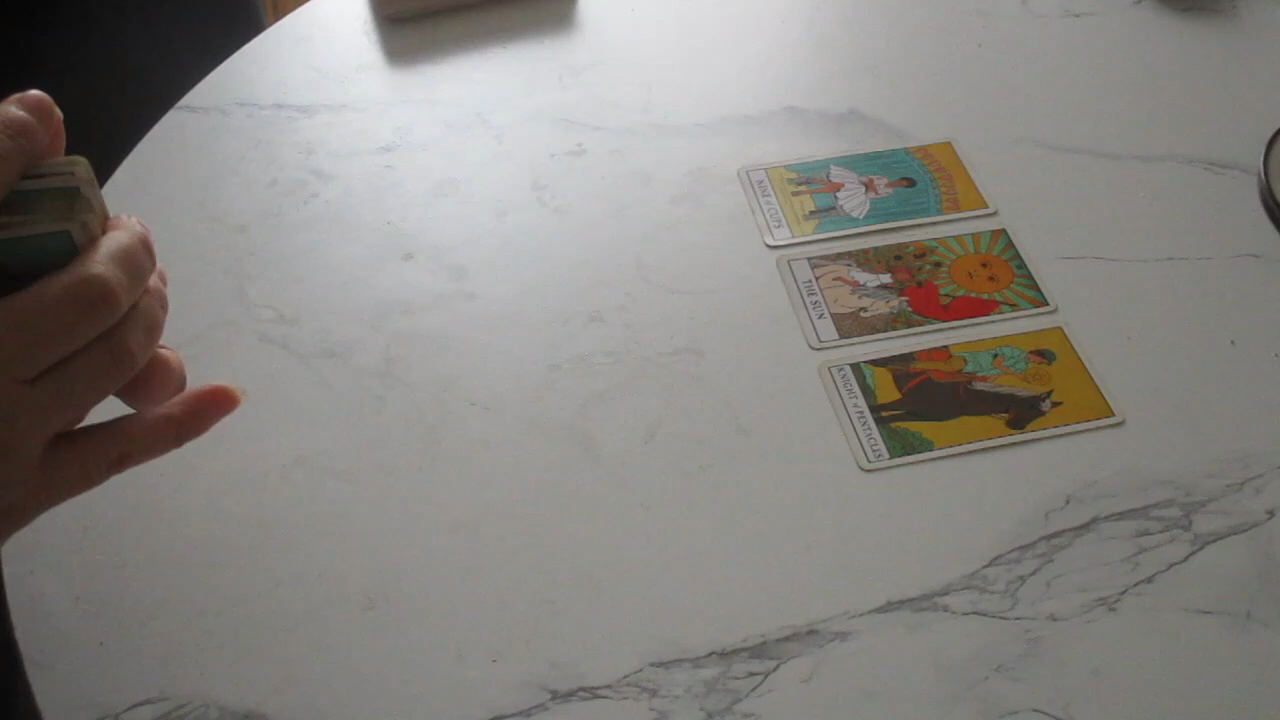 NINE of CUPS
THE SUN
KNIGHT of PENTACLES